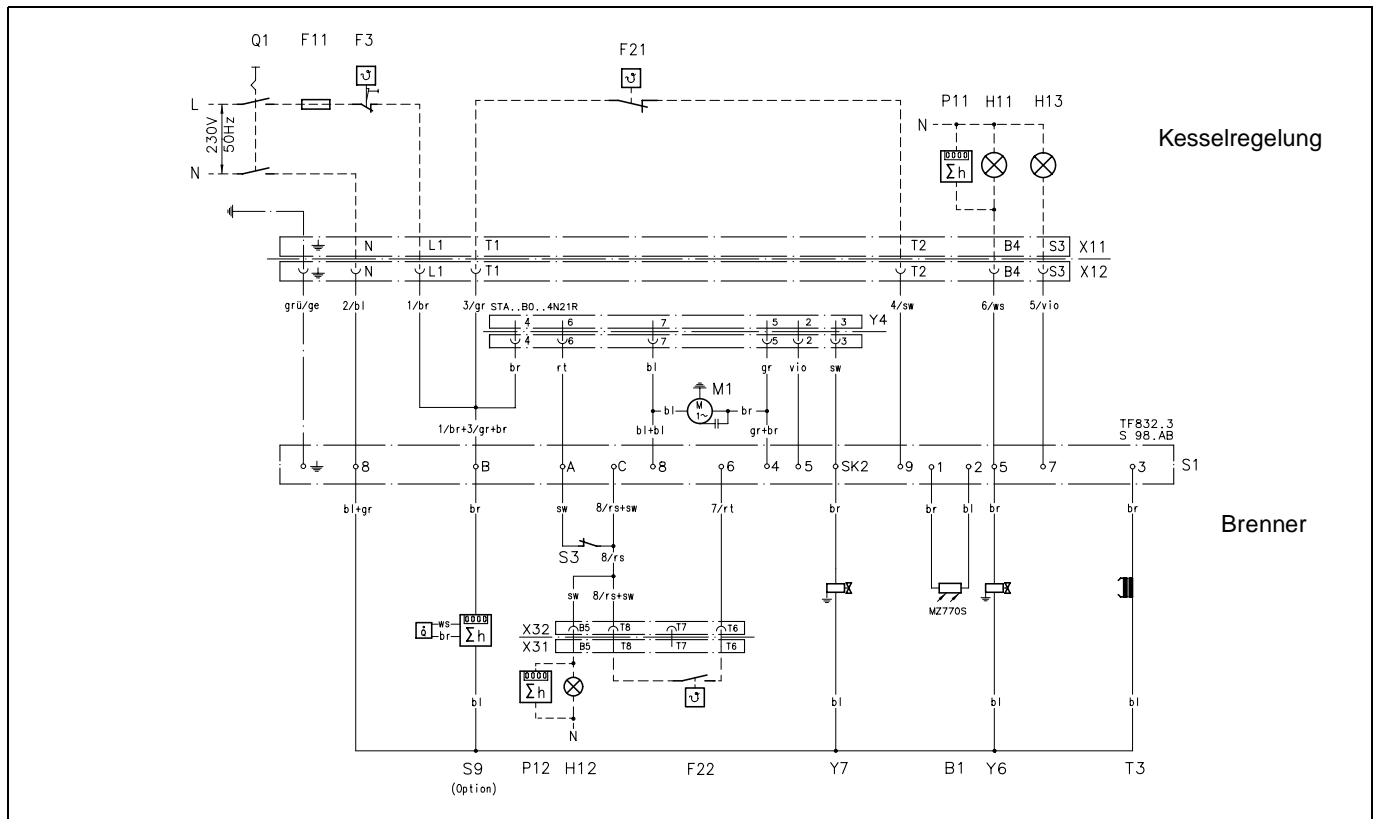 Q1 F11 F3 F21
P11 H11 H13
L
N
Kesselregelung
230V
50Hz
0000
Σh
N
N L1 T1 T2 B4 S3 X11
N L1 T1 T2 B4 S3 X12
grü/ge 2/bl 1/br 3/gr STA..B0..4N21R 4/sw 6/ws 5/vio
4 6 7 5 2 3 Y4
4 6 7 5 2 3
br rt bl gr vio sw
M1
bl M 1~ br
1/br+3/gr+br bl+bl gr+br
TF832.3
S 98.AB
8 B A C 8 6 4 5 SK2 9 1 2 5 7 3 S1
bl+gr br sw 8/rs+sw 7/rt br br bl br br
Brenner
S3 8/rs
sw 8/rs+sw
MZ770S
ws
br
0000
Σh
X32 B5 T8 T7 T6
X31 B5 T8 T7 T6
0000
Σh
bl bl bl bl
N
S9 P12 H12 F22 Y7 B1 Y6 T3
(Option)